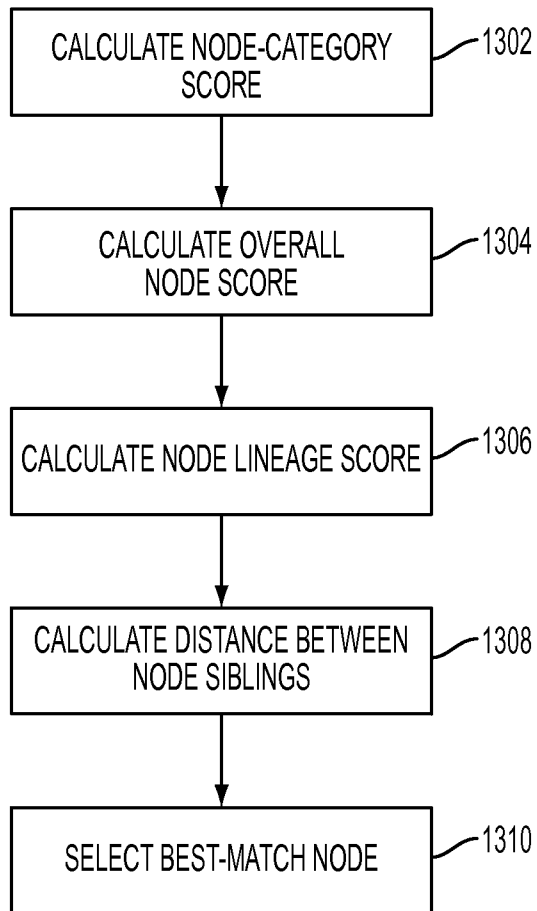 CALCULATE NODE-CATEGORY
SCORE
1302
CALCULATE OVERALL
NODE SCORE
1304
CALCULATE NODE LINEAGE SCORE
1306
CALCULATE DISTANCE BETWEEN
NODE SIBLINGS
1308
SELECT BEST-MATCH NODE
1310